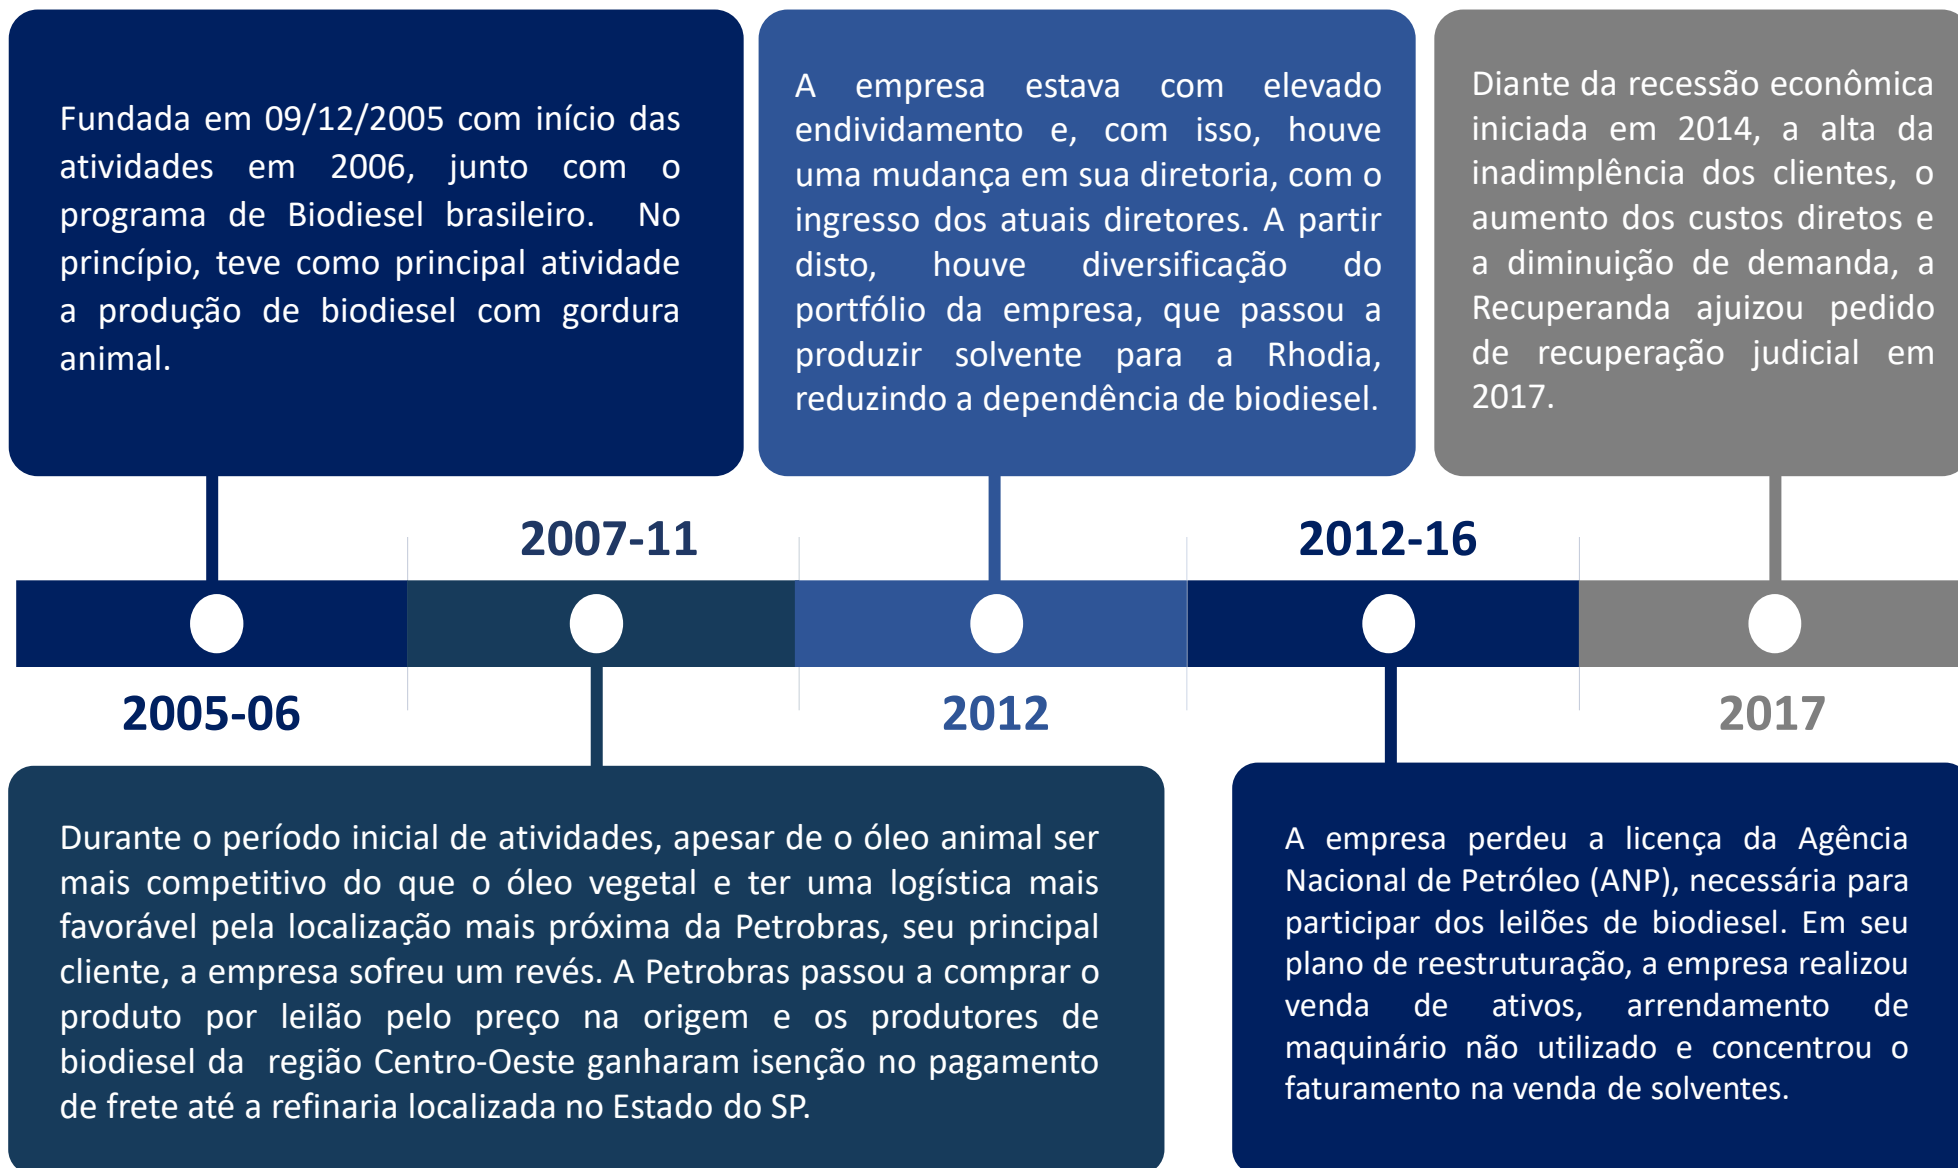 Fundada em 09/12/2005 com início das
atividades em 2006, junto com o
programa de Biodiesel brasileiro. No
princípio, teve como principal atividade
a produção de biodiesel com gordura
animal.
A empresa estava com elevado
endividamento e, com isso, houve
uma mudança em sua diretoria, com o
ingresso dos atuais diretores. A partir
disto, houve diversificação do
portfólio da empresa, que passou a
produzir solvente para a Rhodia,
reduzindo a dependência de biodiesel.
Diante da recessão econômica
iniciada em 2014, a alta da
inadimplência dos clientes, o
aumento dos custos diretos e
a diminuição de demanda, a
Recuperanda ajuizou pedido
de recuperação judicial em
2017.
2007-11
2012-16
2005-06
2012
2017
Durante o período inicial de atividades, apesar de o óleo animal ser
mais competitivo do que o óleo vegetal e ter uma logística mais
favorável pela localização mais próxima da Petrobras, seu principal
cliente, a empresa sofreu um revés. A Petrobras passou a comprar o
produto por leilão pelo preço na origem e os produtores de
biodiesel da região Centro-Oeste ganharam isenção no pagamento
de frete até a refinaria localizada no Estado do SP.
A empresa perdeu a licença da Agência
Nacional de Petróleo (ANP), necessária para
participar dos leilões de biodiesel. Em seu
plano de reestruturação, a empresa realizou
venda de ativos, arrendamento de
maquinário não utilizado e concentrou o
faturamento na venda de solventes.